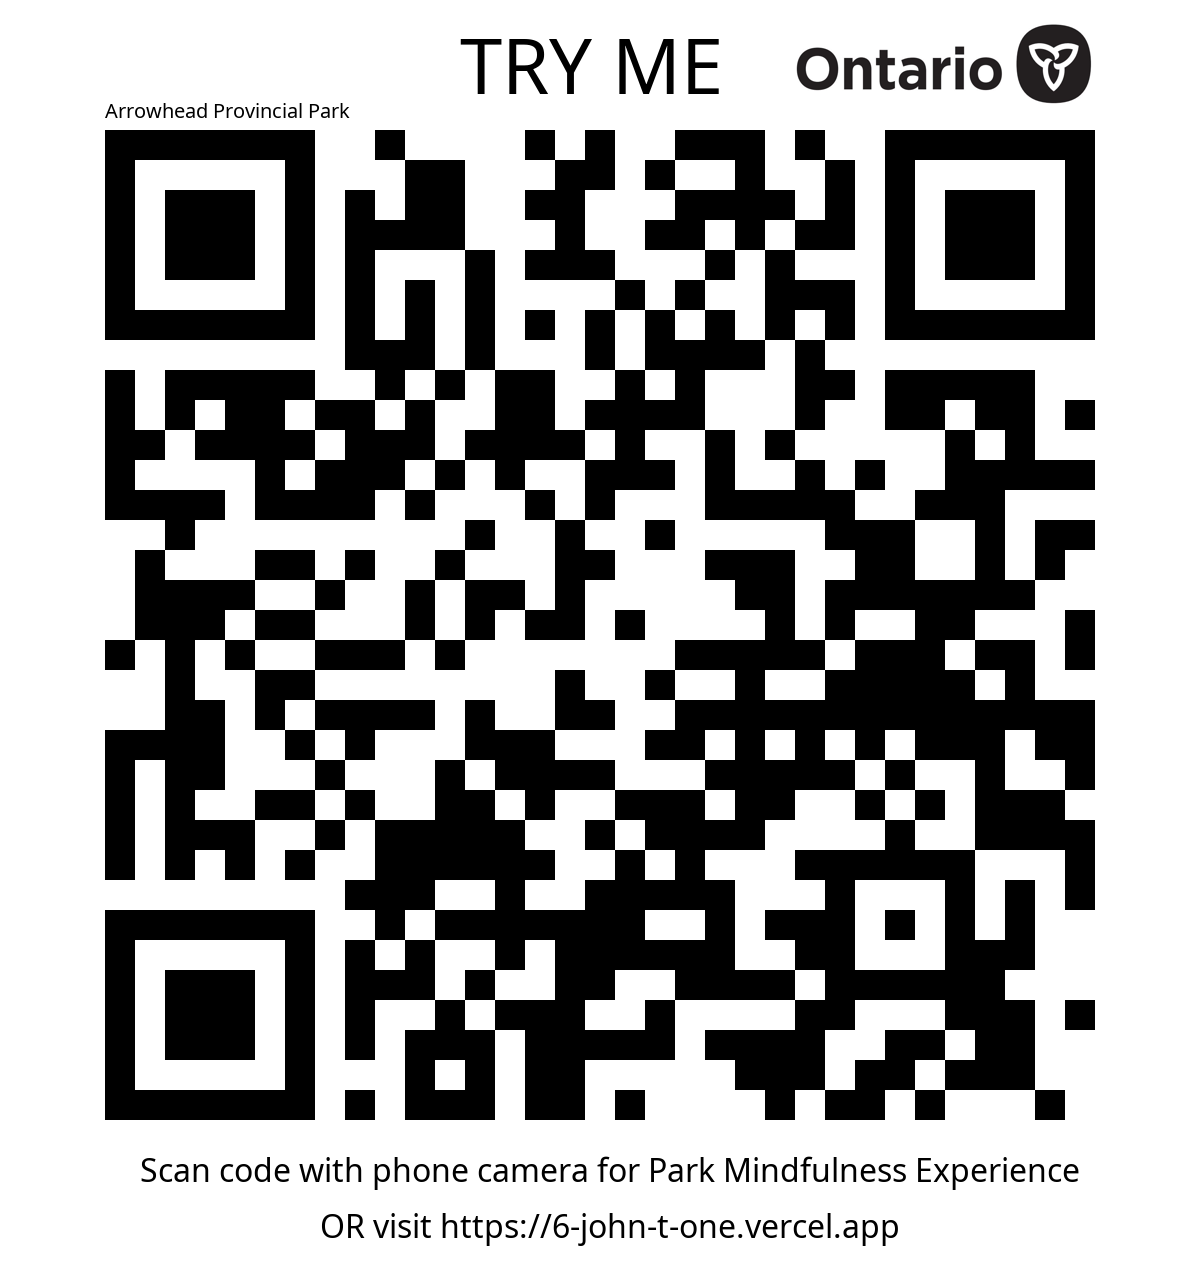 TRY ME
Ontario
Arrowhead Provincial Park
Scan code with phone camera for Park Mindfulness Experience
OR visit https://6-john-t-one.vercel.app